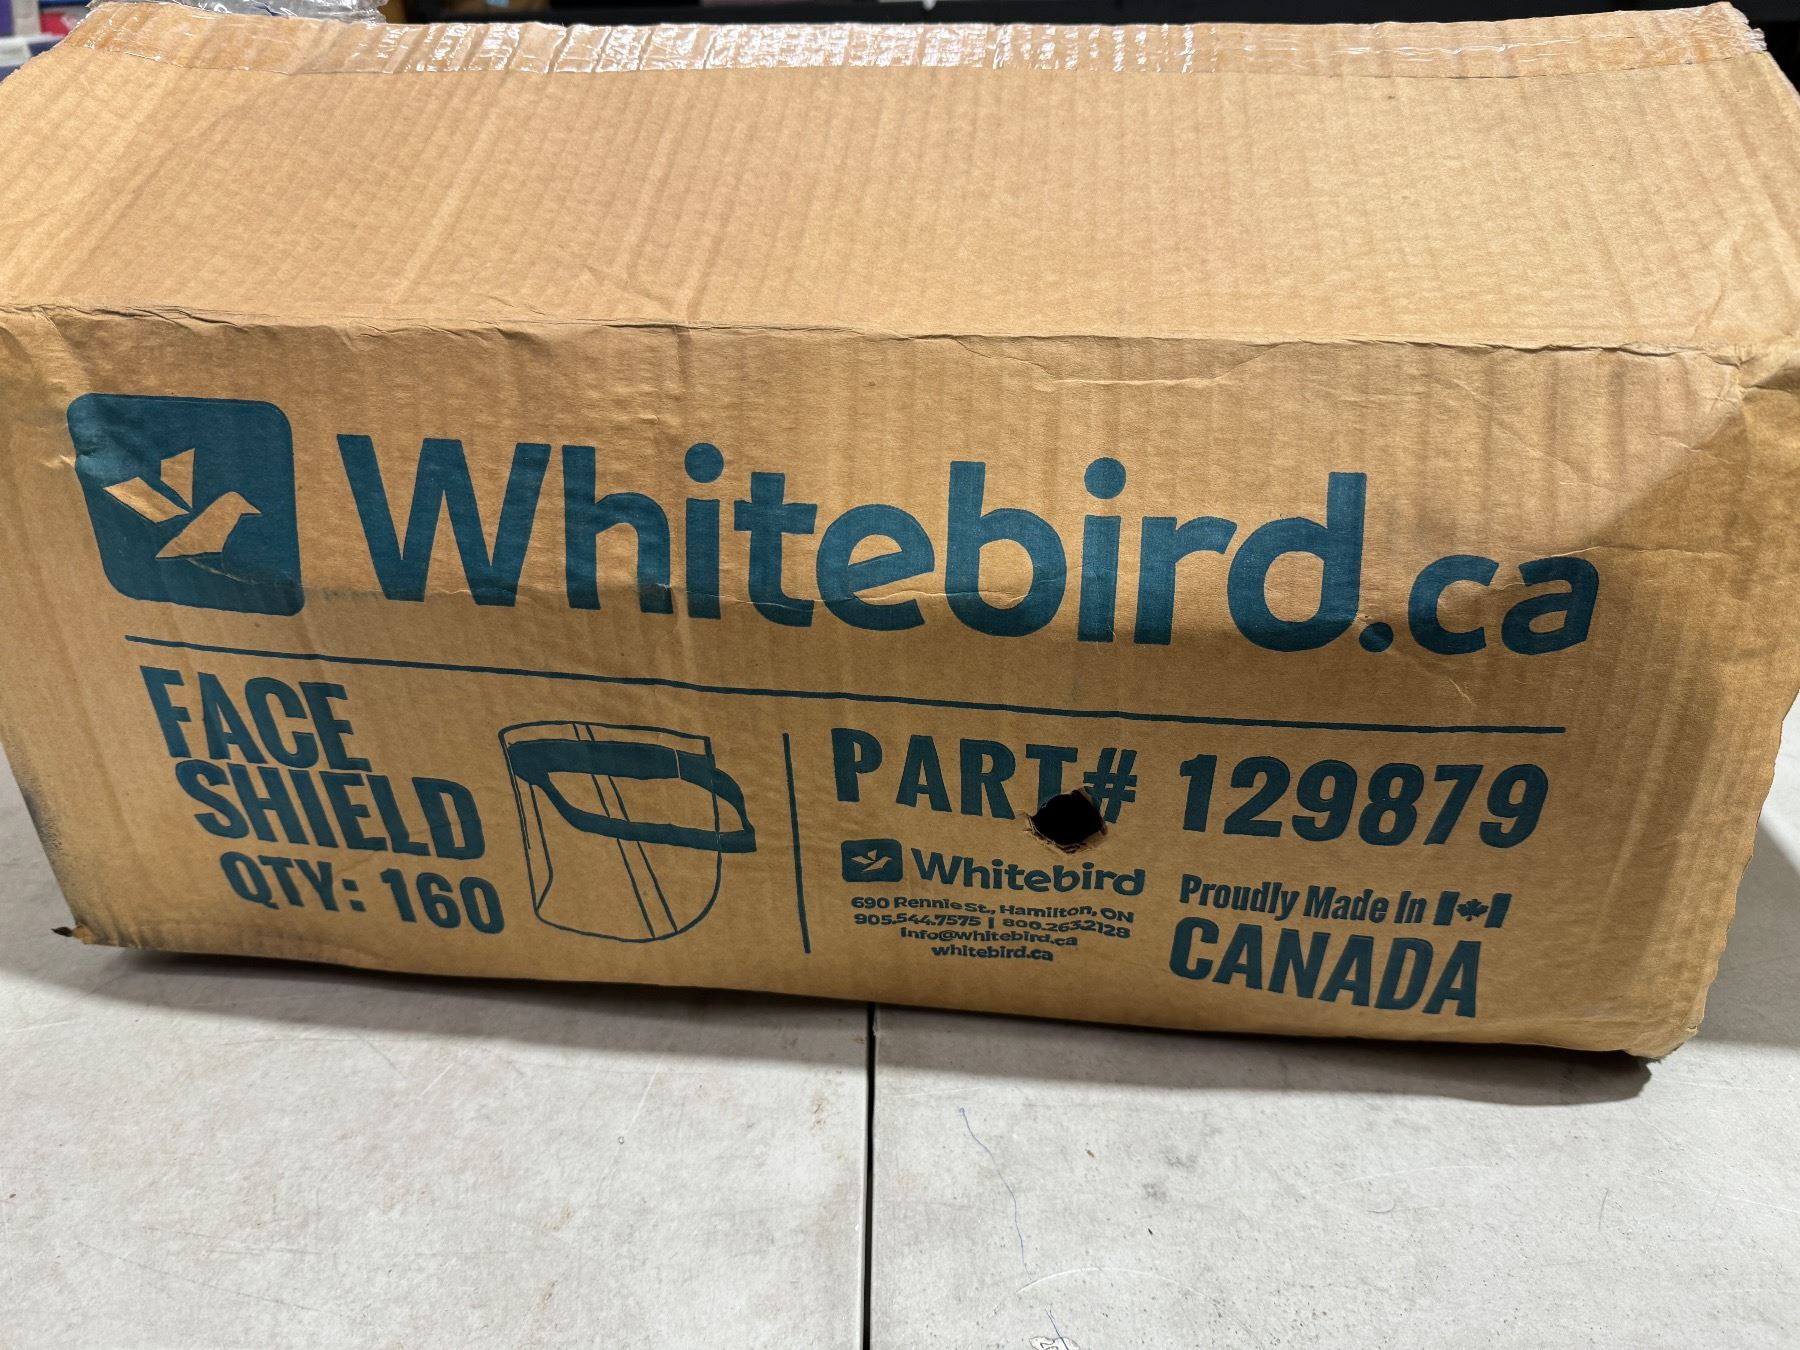 Whitebird.ca
FACE
SHIELD
QTY: 160
PART# 129879
Whitebird
690 Rennie St., Hamilton, ON
905.544.7575 | 800.263.2128
info@whitebird.ca
whitebird.ca
Proudly Made In
CANADA